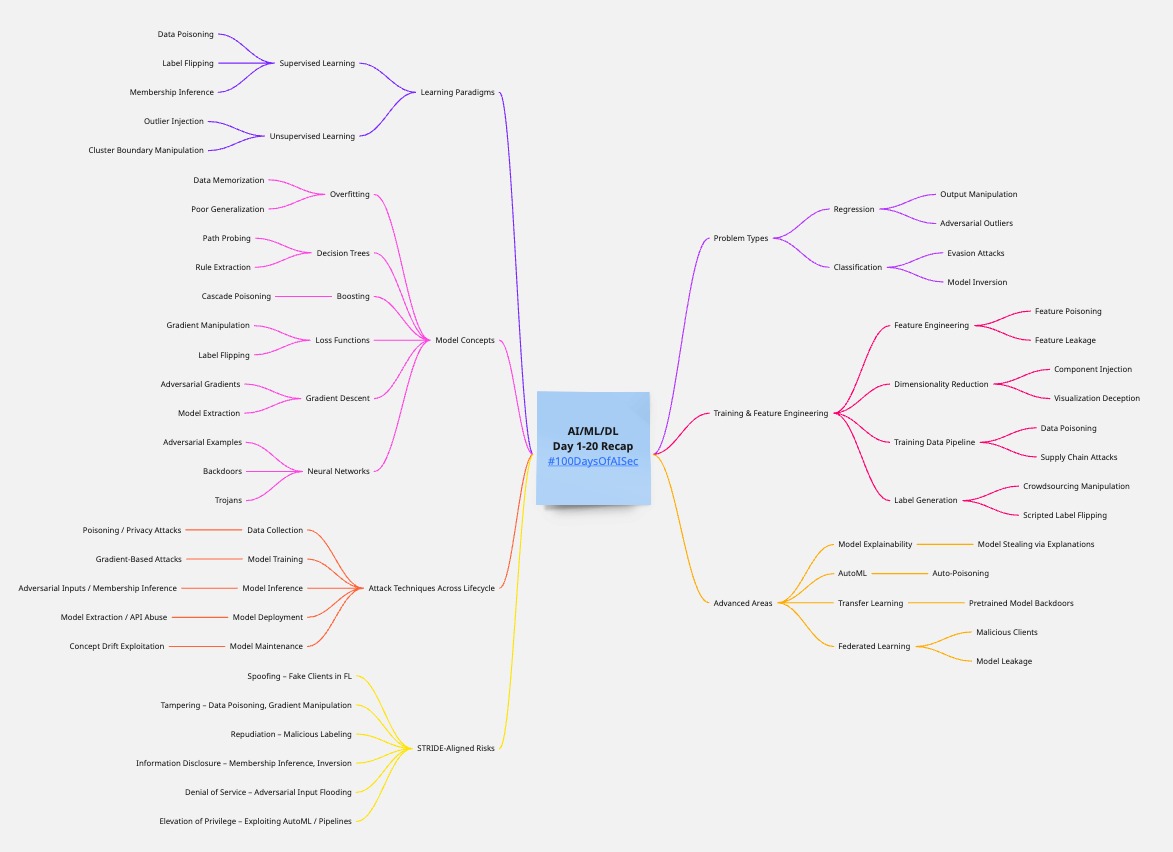 AI/ML/DL
Day 1-20 Recap
#100DaysOfAISec
Learning Paradigms
Supervised Learning
Data Poisoning
Label Flipping
Membership Inference
Unsupervised Learning
Outlier Injection
Cluster Boundary Manipulation
Model Concepts
Overfitting
Data Memorization
Poor Generalization
Decision Trees
Path Probing
Rule Extraction
Boosting
Cascade Poisoning
Loss Functions
Gradient Manipulation
Label Flipping
Gradient Descent
Adversarial Gradients
Model Extraction
Neural Networks
Adversarial Examples
Backdoors
Trojans
Attack Techniques Across Lifecycle
Data Collection
Poisoning / Privacy Attacks
Model Training
Gradient-Based Attacks
Model Inference
Adversarial Inputs / Membership Inference
Model Deployment
Model Extraction / API Abuse
Model Maintenance
Concept Drift Exploitation
STRIDE-Aligned Risks
Spoofing – Fake Clients in FL
Tampering – Data Poisoning, Gradient Manipulation
Repudiation – Malicious Labeling
Information Disclosure – Membership Inference, Inversion
Denial of Service – Adversarial Input Flooding
Elevation of Privilege – Exploiting AutoML / Pipelines
Problem Types
Regression
Output Manipulation
Adversarial Outliers
Classification
Evasion Attacks
Model Inversion
Training & Feature Engineering
Feature Engineering
Feature Poisoning
Feature Leakage
Dimensionality Reduction
Component Injection
Visualization Deception
Training Data Pipeline
Data Poisoning
Supply Chain Attacks
Label Generation
Crowdsourcing Manipulation
Scripted Label Flipping
Advanced Areas
Model Explainability
Model Stealing via Explanations
AutoML
Auto-Poisoning
Transfer Learning
Pretrained Model Backdoors
Federated Learning
Malicious Clients
Model Leakage